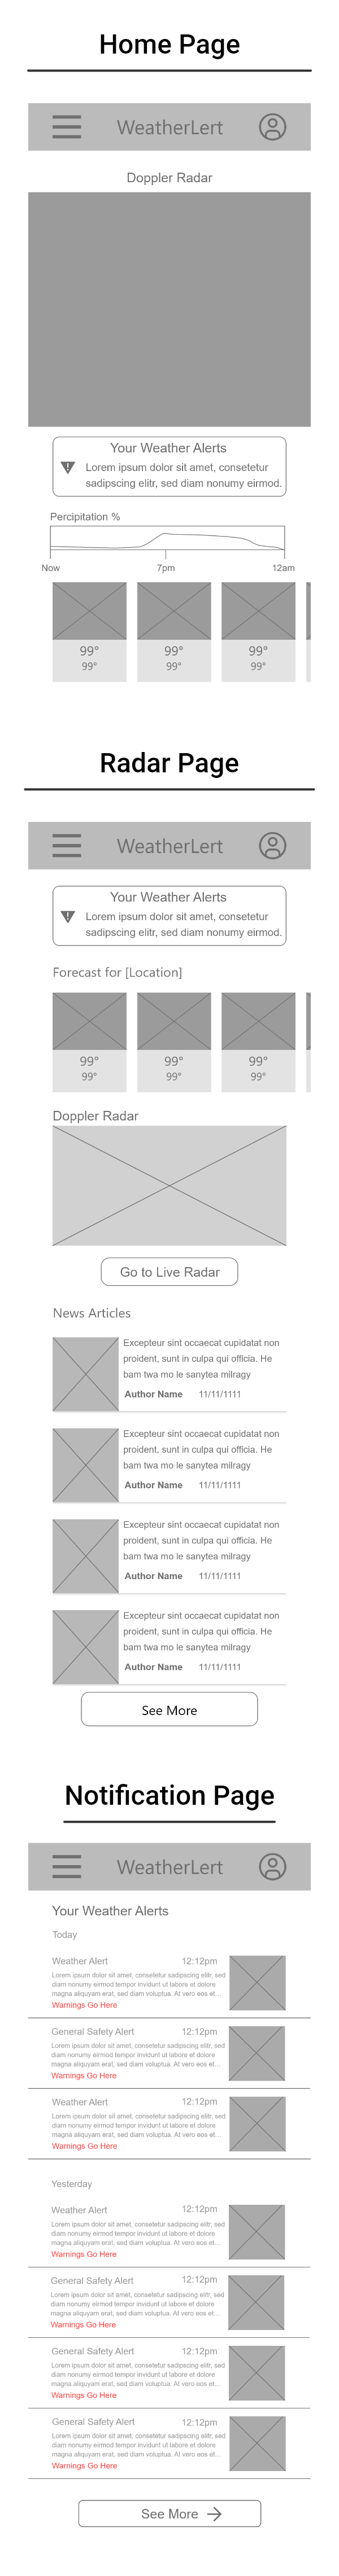 Home Page
WeatherLert
Doppler Radar
Your Weather Alerts
Lorem ipsum dolor sit amet, consetetur
sadipscing elitr, sed diam nonumy eirmod.
Percipitation %
Now 7pm 12am
99° 99° 99°
99° 99° 99°
Radar Page
WeatherLert
Your Weather Alerts
Lorem ipsum dolor sit amet, consetetur
sadipscing elitr, sed diam nonumy eirmod.
Forecast for [Location]
99° 99° 99°
99° 99° 99°
Doppler Radar
Go to Live Radar
News Articles
Excepteur sint occaecat cupidatat non
proident, sunt in culpa qui officia. He
bam twa mo le sanytea milragy
Author Name 11/11/1111
Excepteur sint occaecat cupidatat non
proident, sunt in culpa qui officia. He
bam twa mo le sanytea milragy
Author Name 11/11/1111
Excepteur sint occaecat cupidatat non
proident, sunt in culpa qui officia. He
bam twa mo le sanytea milragy
Author Name 11/11/1111
Excepteur sint occaecat cupidatat non
proident, sunt in culpa qui officia. He
bam twa mo le sanytea milragy
Author Name 11/11/1111
See More
Notification Page
WeatherLert
Your Weather Alerts
Today
Weather Alert 12:12pm
Lorem ipsum dolor sit amet, consetetur sadipscing elitr, sed
diam nonumy eirmod tempor invidunt ut labore et dolore
magna aliquyam erat, sed diam voluptua. At vero eos et...
Warnings Go Here
General Safety Alert 12:12pm
Lorem ipsum dolor sit amet, consetetur sadipscing elitr, sed
diam nonumy eirmod tempor invidunt ut labore et dolore
magna aliquyam erat, sed diam voluptua. At vero eos et...
Warnings Go Here
Weather Alert 12:12pm
Lorem ipsum dolor sit amet, consetetur sadipscing elitr, sed
diam nonumy eirmod tempor invidunt ut labore et dolore
magna aliquyam erat, sed diam voluptua. At vero eos et...
Warnings Go Here
Yesterday
Weather Alert 12:12pm
Lorem ipsum dolor sit amet, consetetur sadipscing elitr, sed
diam nonumy eirmod tempor invidunt ut labore et dolore
magna aliquyam erat, sed diam voluptua. At vero eos et...
Warnings Go Here
General Safety Alert 12:12pm
Lorem ipsum dolor sit amet, consetetur sadipscing elitr, sed
diam nonumy eirmod tempor invidunt ut labore et dolore
magna aliquyam erat, sed diam voluptua. At vero eos et...
Warnings Go Here
General Safety Alert 12:12pm
Lorem ipsum dolor sit amet, consetetur sadipscing elitr, sed
diam nonumy eirmod tempor invidunt ut labore et dolore
magna aliquyam erat, sed diam voluptua. At vero eos et...
Warnings Go Here
General Safety Alert 12:12pm
Lorem ipsum dolor sit amet, consetetur sadipscing elitr, sed
diam nonumy eirmod tempor invidunt ut labore et dolore
magna aliquyam erat, sed diam voluptua. At vero eos et...
Warnings Go Here
See More